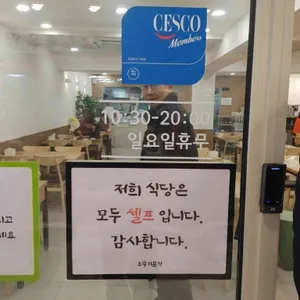 CESCO
Members
10:30-20:00
일요일휴무
저희 식당은
모두 셀프 입니다.
감사합니다.